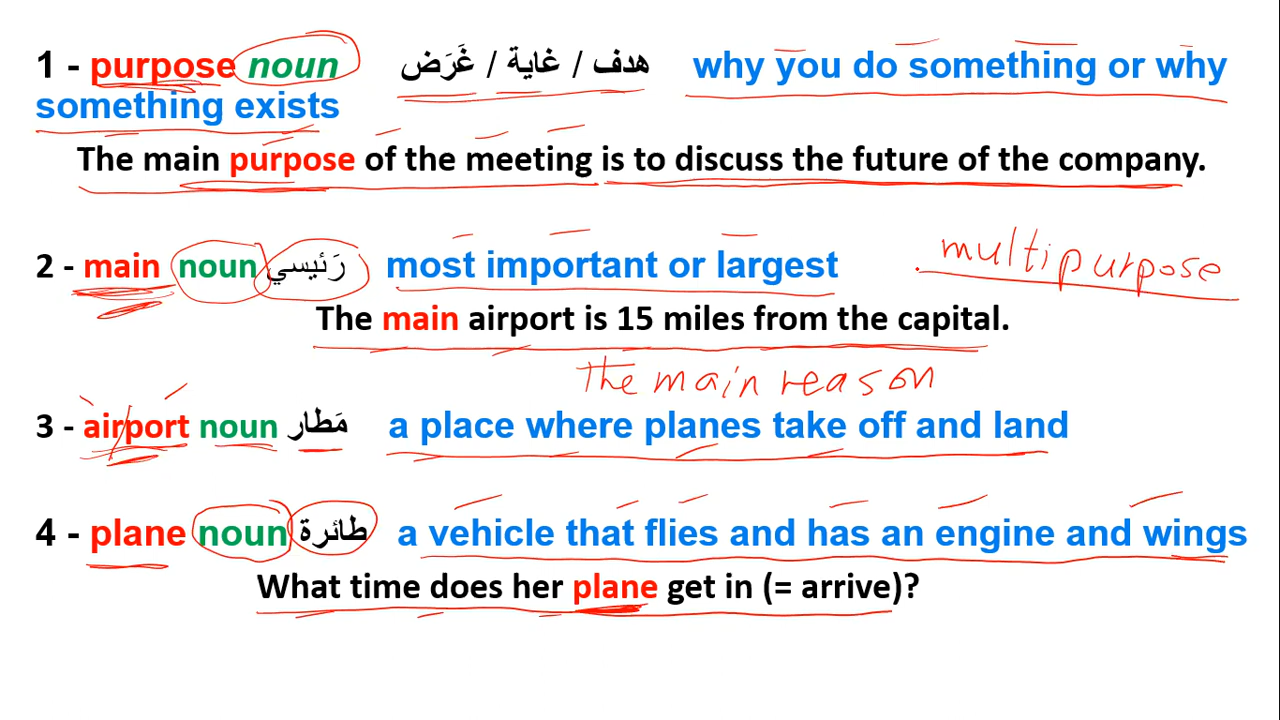 1 - purpose noun هدف / غاية / غَرَض why you do something or why
something exists
The main purpose of the meeting is to discuss the future of the company.
2 - main noun رَئيسي most important or largest multipurpose
The main airport is 15 miles from the capital.
The main reason
3 - airport noun مَطار a place where planes take off and land
4 - plane noun طائرة a vehicle that flies and has an engine and wings
What time does her plane get in (= arrive)?